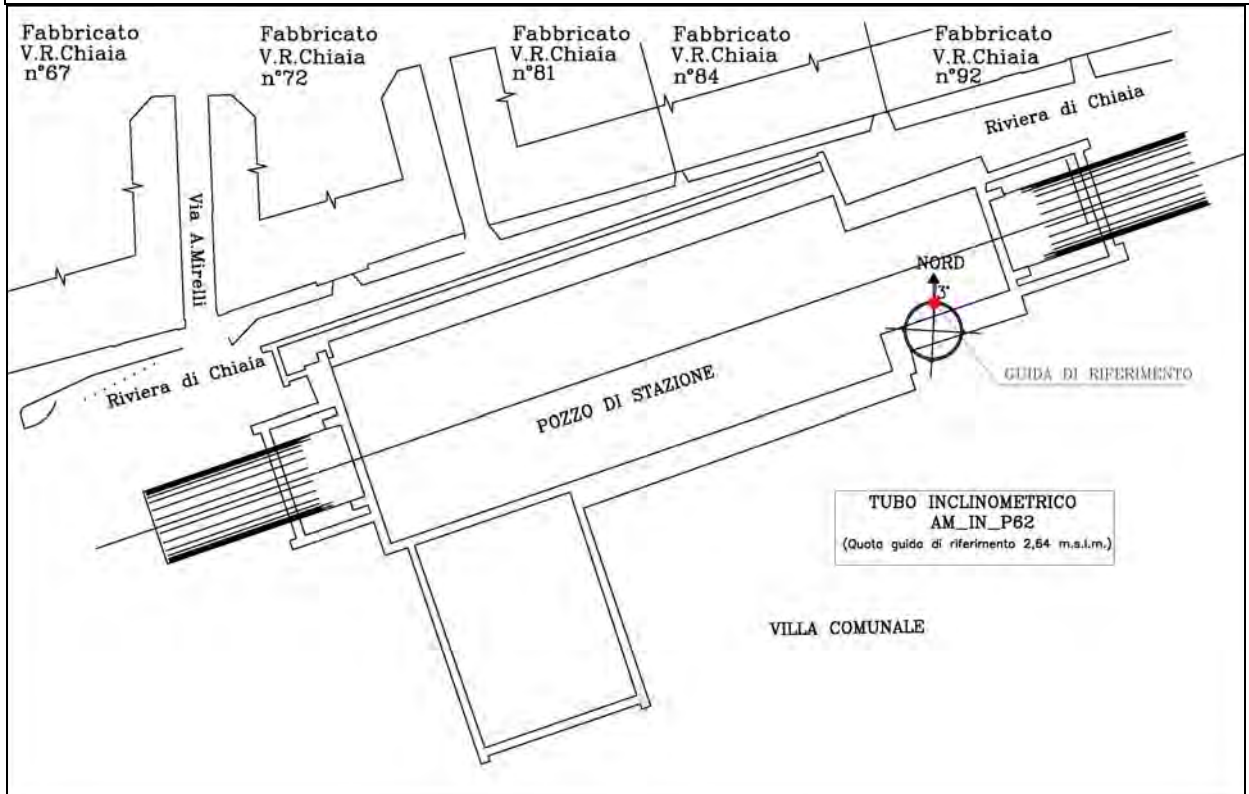 Fabbricato
V.R.Chiaia
n°67
Fabbricato
V.R.Chiaia
n°72
Fabbricato
V.R.Chiaia
n°81
Fabbricato
V.R.Chiaia
n°84
Fabbricato
V.R.Chiaia
n°92
Riviera di Chiaia
Via A.Mirelli
NORD
3°
Riviera di Chiaia
GUIDA DI RIFERIMENTO
POZZO DI STAZIONE
TUBO INCLINOMETRICO
AM_IN_P62
(Quota guida di riferimento 2,64 m.s.l.m.)
VILLA COMUNALE